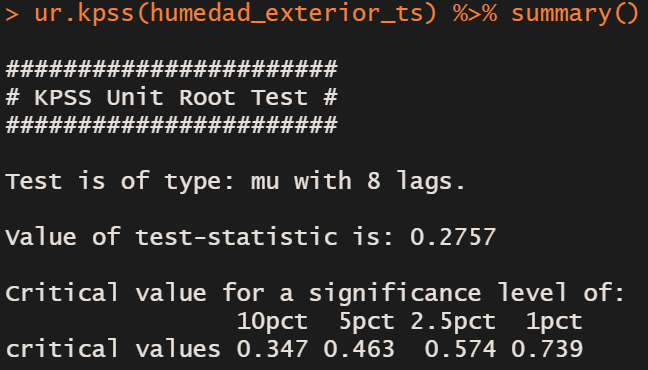 > ur.kpss(humedad_exterior_ts) %>% summary()
#######################
# KPSS Unit Root Test #
#######################
Test is of type: mu with 8 lags.
Value of test-statistic is: 0.2757
Critical value for a significance level of:
                10pct  5pct 2.5pct  1pct
critical values 0.347 0.463  0.574 0.739